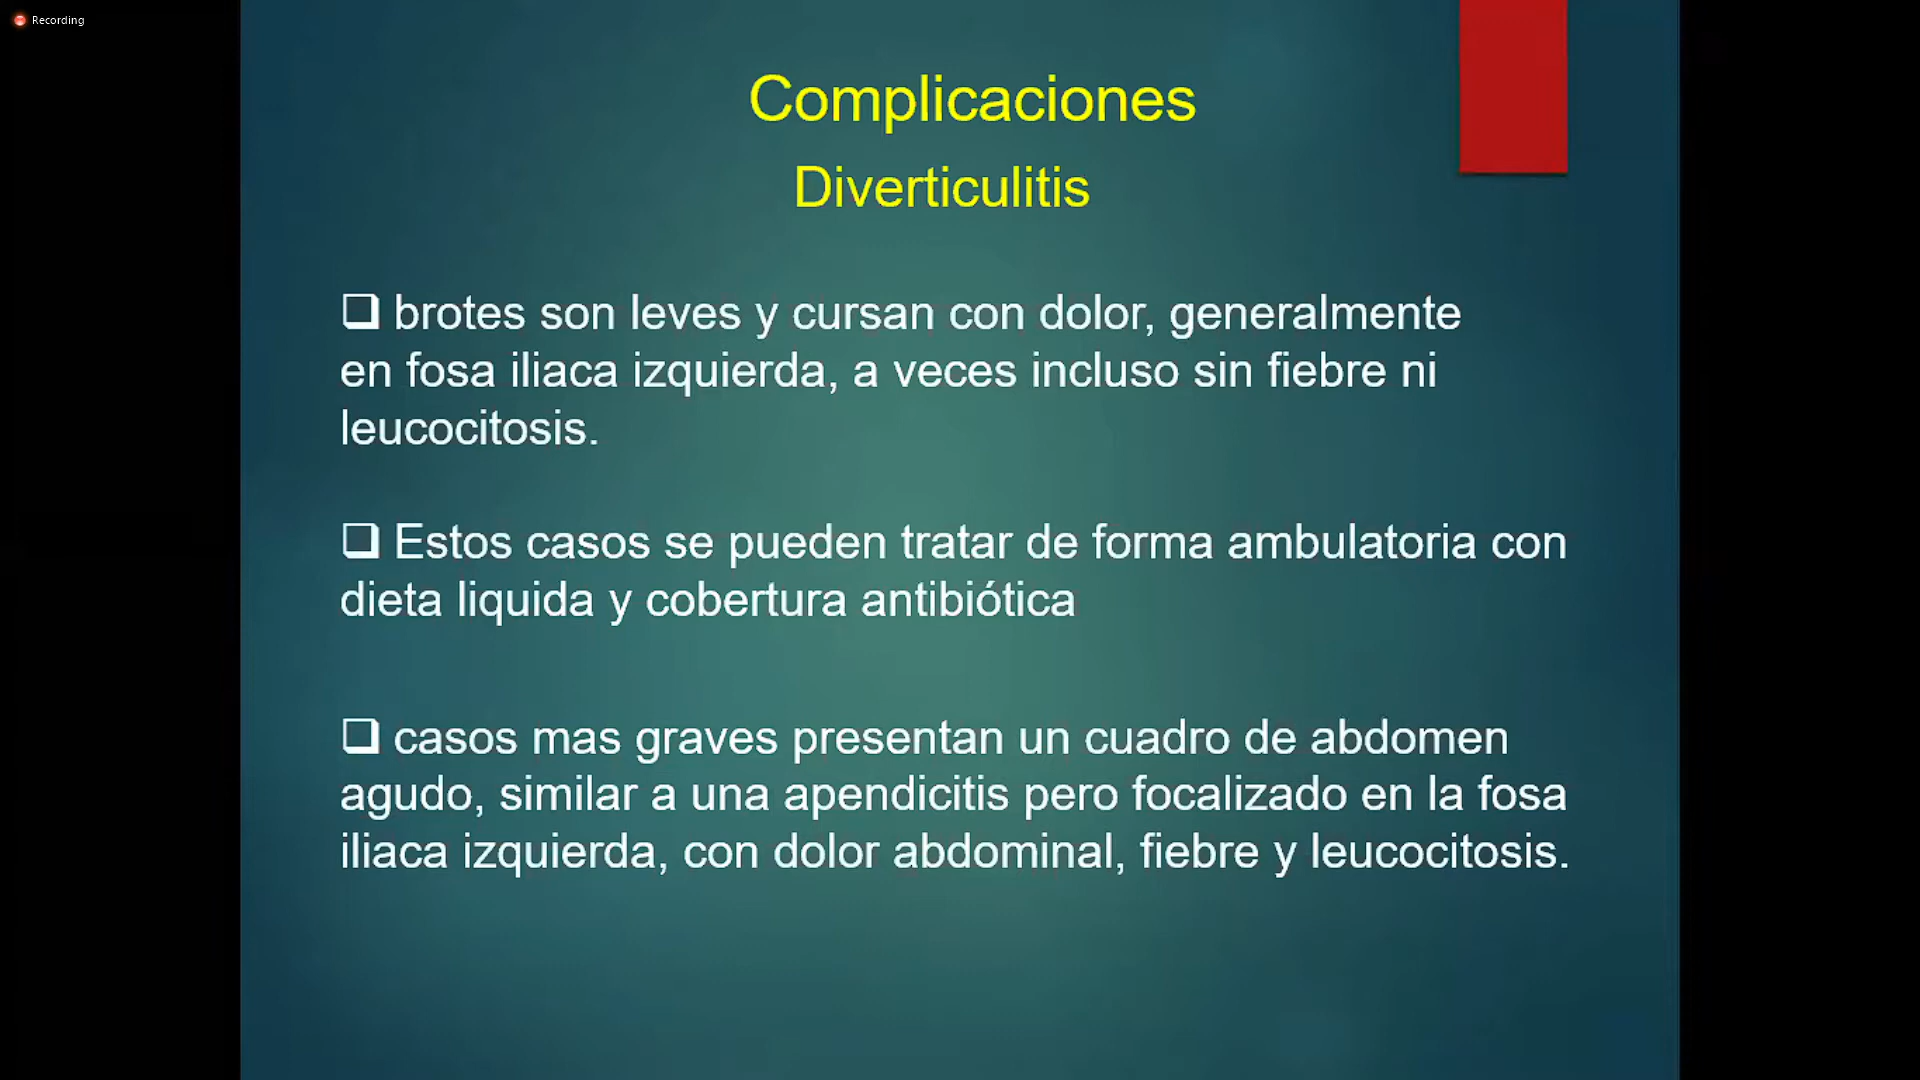 Recording
Complicaciones
Diverticulitis
❑ brotes son leves y cursan con dolor, generalmente
en fosa iliaca izquierda, a veces incluso sin fiebre ni
leucocitosis.
❑ Estos casos se pueden tratar de forma ambulatoria con
dieta liquida y cobertura antibiótica
❑ casos mas graves presentan un cuadro de abdomen
agudo, similar a una apendicitis pero focalizado en la fosa
iliaca izquierda, con dolor abdominal, fiebre y leucocitosis.